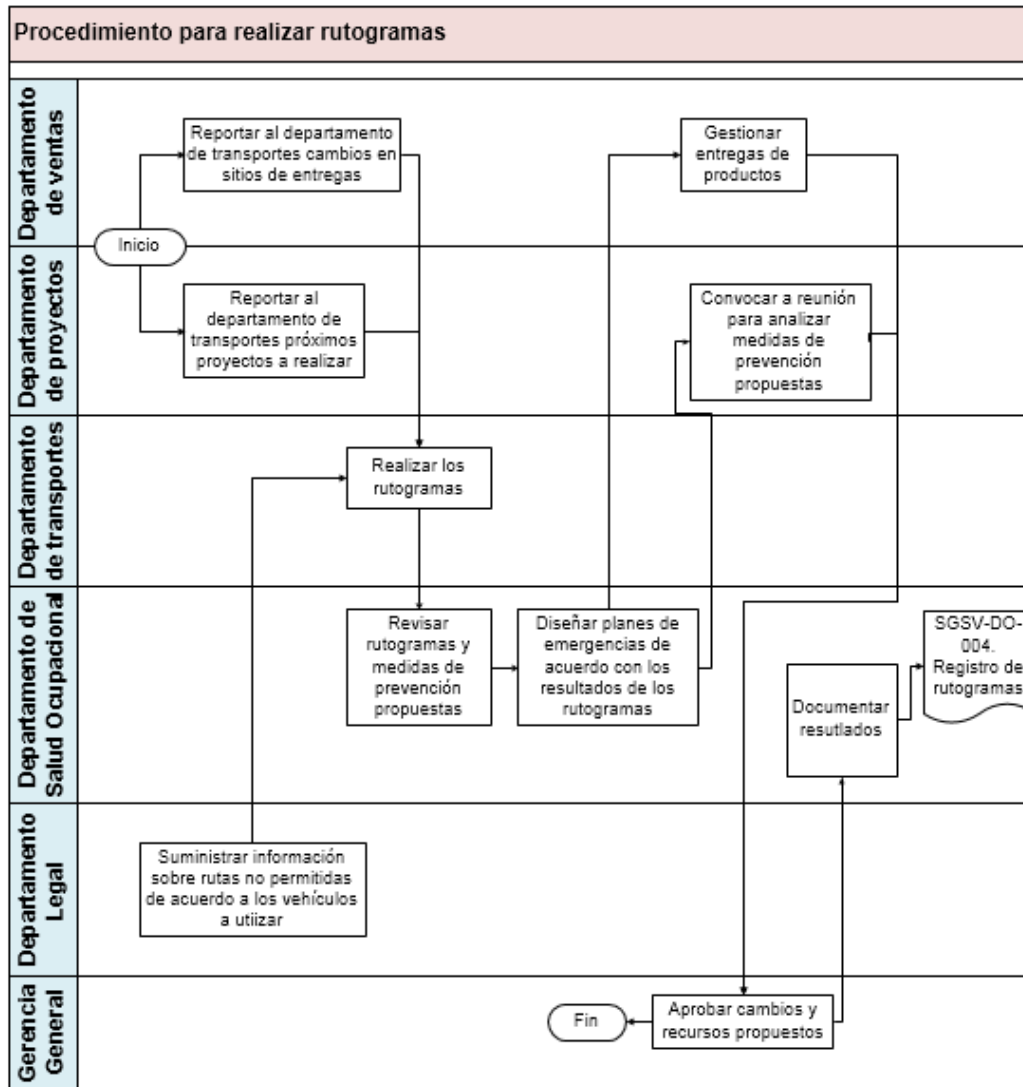 Procedimiento para realizar rutogramas
Departamento
de ventas
Reportar al departamento
de transportes cambios en
sitios de entregas
Gestionar
entregas de
productos
Inicio
Departamento
de proyectos
Reportar al
departamento de
transportes próximos
proyectos a realizar
Convocar a reunión
para analizar
medidas de
prevención
propuestas
Departamento
de transportes
Realizar los
rutogramas
Departamento de
Salud Ocupacional
Revisar
rutogramas y
medidas de
prevención
propuestas
Diseñar planes de
emergencias de
acuerdo con los
resultados de los
rutogramas
Documentar
resutlados
SGSV-DO-
004.
Registro de
rutogramas
Departamento
Legal
Suministrar información
sobre rutas no permitidas
de acuerdo a los vehículos
a utiizar
Gerencia
General
Fin
Aprobar cambios y
recursos propuestos